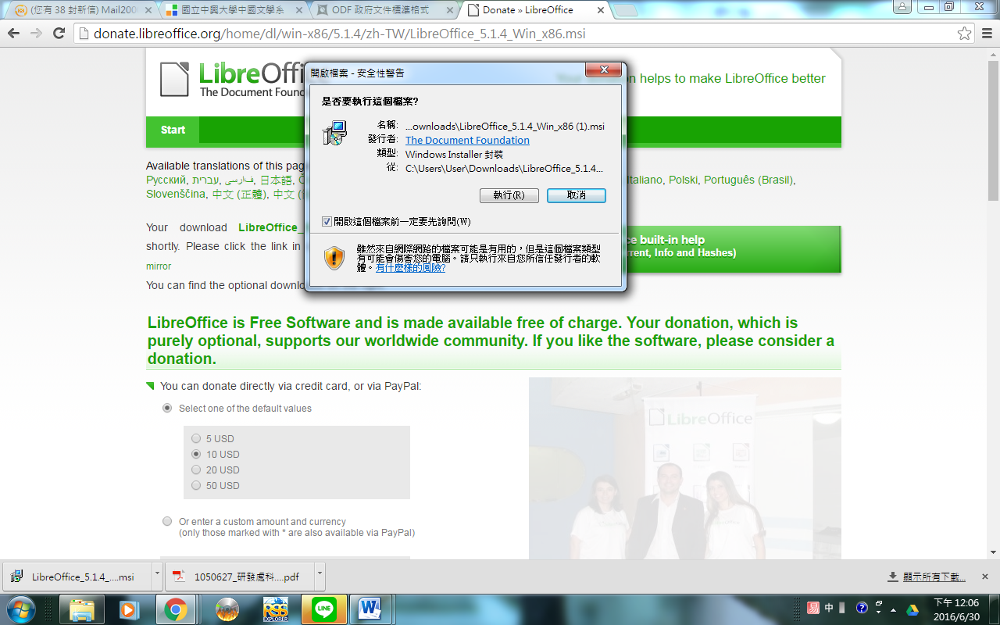 (您有 38 封新信) Mail200
國立中興大學中國文學系
ODF 政府文件標準格式
Donate » LibreOffice
donate.libreoffice.org/home/dl/win-x86/5.1.4/zh-TW/LibreOffice_5.1.4_Win_x86.msi
LibreOffi
The Document Found
on helps to make LibreOffice better
開啟檔案 - 安全性警告
是否要執行這個檔案?
名稱: ...ownloads\LibreOffice_5.1.4_Win_x86 (1).msi
發行者: The Document Foundation
類型: Windows Installer 封裝
從: C:\Users\User\Downloads\LibreOffice_5.1.4...
執行(R)
取消
開啟這個檔案前一定要先詢問(W)
雖然來自網際網路的檔案可能是有用的，但是這個檔案類型
有可能會傷害您的電腦。請只執行來自您所信任發行者的軟
體。有什麼樣的風險?
Start
Available translations of this pag
Русский, עברית, فارسی, 日本語,
Italiano, Polski, Português (Brasil),
Slovenščina, 中文 (正體), 中文
Your download LibreOffice_
shortly. Please click the link in
mirror
You can find the optional downl
ce built-in help
rrent, Info and Hashes)
LibreOffice is Free Software and is made available free of charge. Your donation, which is
purely optional, supports our worldwide community. If you like the software, please consider a
donation.
You can donate directly via credit card, or via PayPal:
Select one of the default values
5 USD
10 USD
20 USD
50 USD
Or enter a custom amount and currency
(only those marked with * are also available via PayPal)
LibreOffice
LibreOffice_5.1.4_....msi
1050627_研發處科....pdf
顯示所有下載...
RSS
EXPLORER
LINE
易 中
下午 12:06
2016/6/30